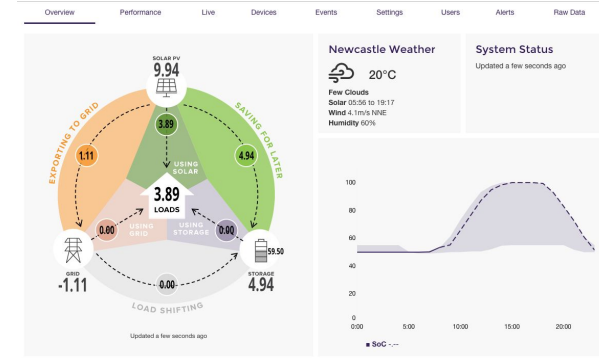 Overview
Performance
Live
Devices
Events
Settings
Users
Alerts
Raw Data
SOLAR PV
9.94
EXPORTING TO GRID
SAVING FOR LATER
3.89
1.11
4.94
USING
SOLAR
3.89
LOADS
0.00
USING
GRID
USING
STORAGE
0.00
59.50
GRID
-1.11
STORAGE
4.94
0.00
LOAD SHIFTING
Updated a few seconds ago
Newcastle Weather
20°C
Few Clouds
Solar 05:56 to 19:17
Wind 4.1m/s NNE
Humidity 60%
System Status
Updated a few seconds ago
100
80
60
40
20
0
0:00
5:00
10:00
15:00
20:00
SoC -.--